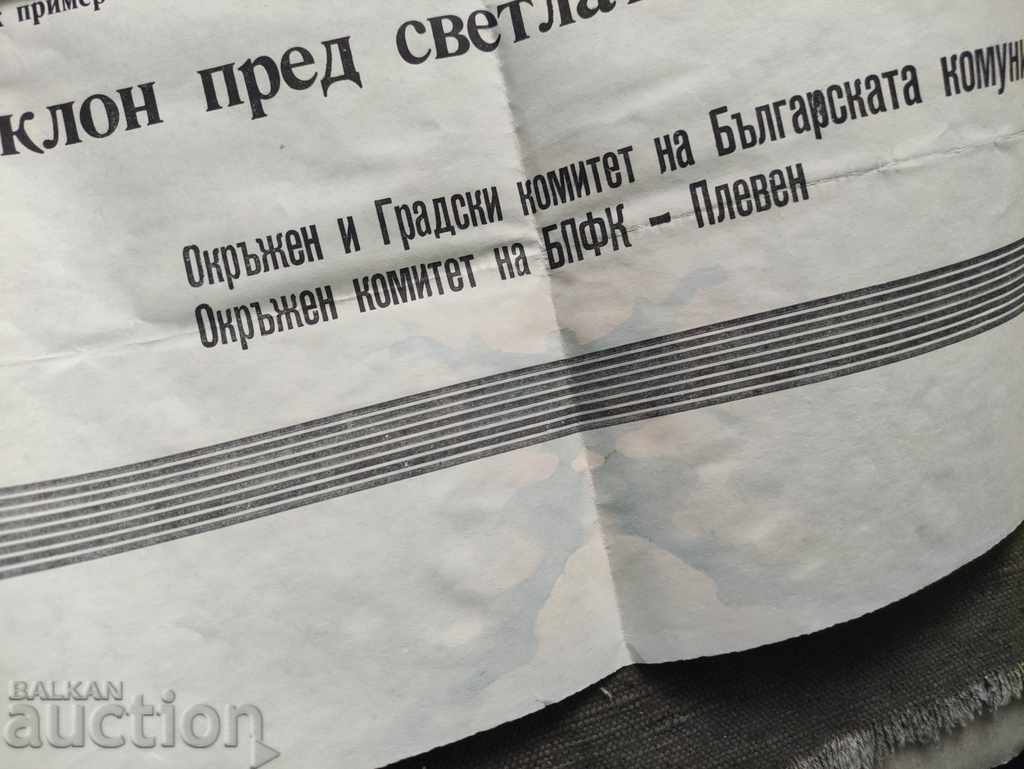 пример
клон пред светла
Окръжен и Градски комитет на Българската комуни
Окръжен комитет на БПФК – Плевен
BALKAN
auction